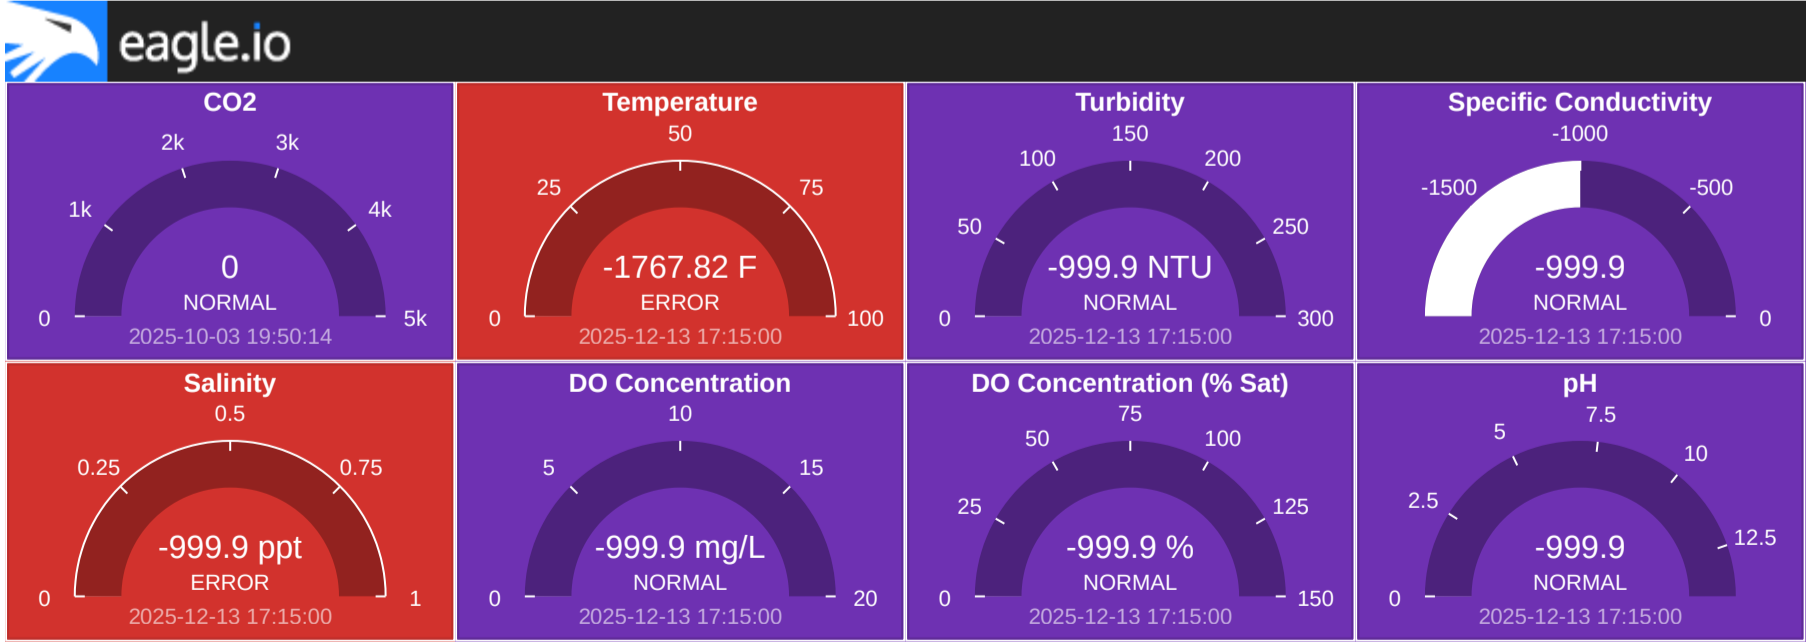 eagle.io
CO2
2k
3k
1k
4k
0
NORMAL
0
5k
2025-10-03 19:50:14
Temperature
50
25
75
-1767.82 F
ERROR
0
100
2025-12-13 17:15:00
Turbidity
150
100
200
50
250
-999.9 NTU
NORMAL
0
300
2025-12-13 17:15:00
Specific Conductivity
-1000
-1500
-500
-999.9
NORMAL
0
2025-12-13 17:15:00
Salinity
0.5
0.25
0.75
-999.9 ppt
ERROR
0
1
2025-12-13 17:15:00
DO Concentration
10
5
15
-999.9 mg/L
NORMAL
0
20
2025-12-13 17:15:00
DO Concentration (% Sat)
75
50
100
25
125
-999.9 %
NORMAL
0
150
2025-12-13 17:15:00
pH
7.5
5
10
2.5
12.5
-999.9
NORMAL
0
2025-12-13 17:15:00